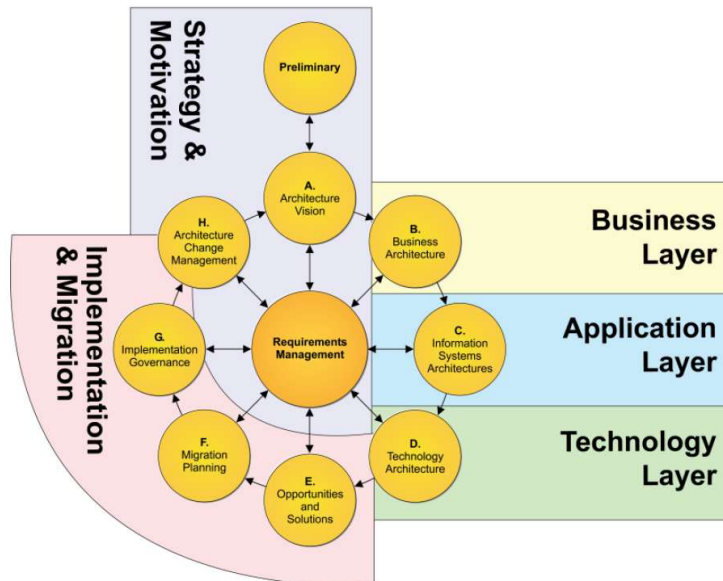 Strategy &
Motivation
Preliminary
A.
Architecture
Vision
H.
Architecture
Change
Management
B.
Business
Architecture
Business
Layer
Implementation
& Migration
G.
Implementation
Governance
Requirements
Management
C.
Information
Systems
Architectures
Application
Layer
F.
Migration
Planning
D.
Technology
Architecture
Technology
Layer
E.
Opportunities
and
Solutions